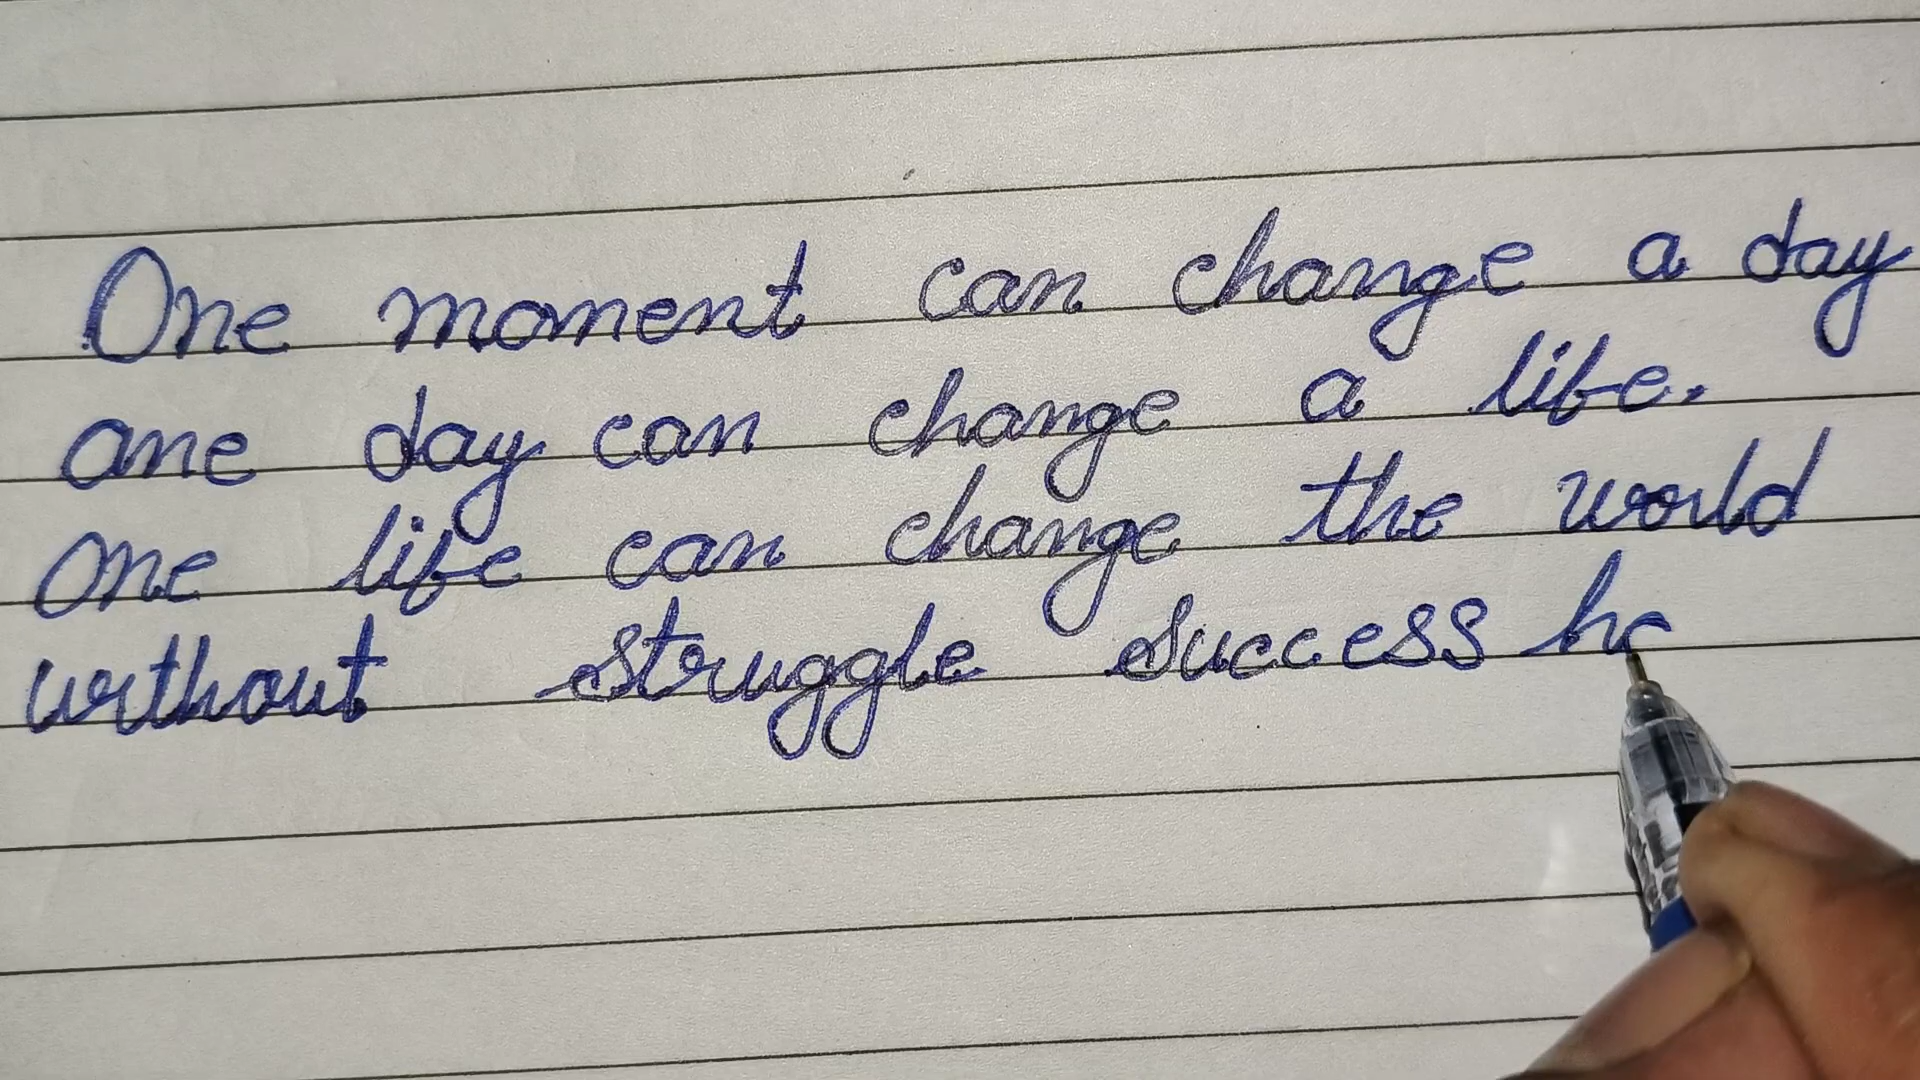 One moment can change a day
one day can change a life.
one life can change the world
without struggle success